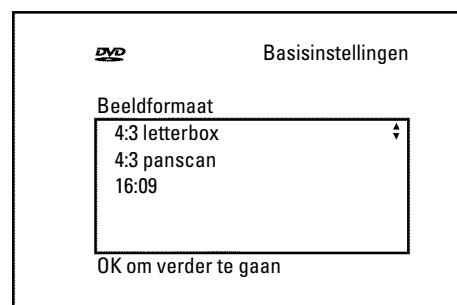 DVD Basisinstellingen
Beeldformaat
4:3 letterbox
4:3 panscan
16:09
OK om verder te gaan